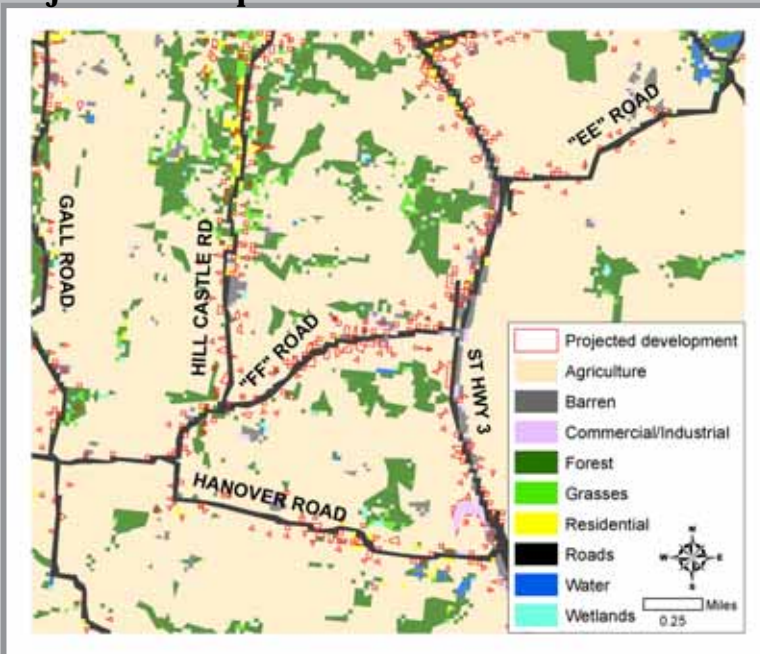 "EE" ROAD
GALL ROAD
HILL CASTLE RD
"FF" ROAD
ST HWY 3
HANOVER ROAD
Projected development
Agriculture
Barren
Commercial/Industrial
Forest
Grasses
Residential
Roads
Water
Wetlands
N
W
E
S
Miles
0.25